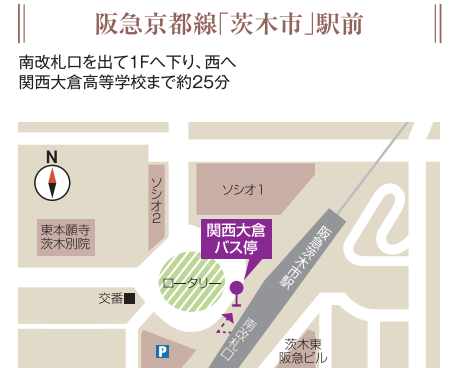 阪急京都線「茨木市」駅前
南改札口を出て1Fへ下り、西へ
関西大倉高等学校まで約25分
N
ソシオ2
ソシオ1
東本願寺
茨木別院
関西大倉
バス停
阪急茨木市駅
ロータリー
交番
南改札口
P
茨木東
阪急ビル